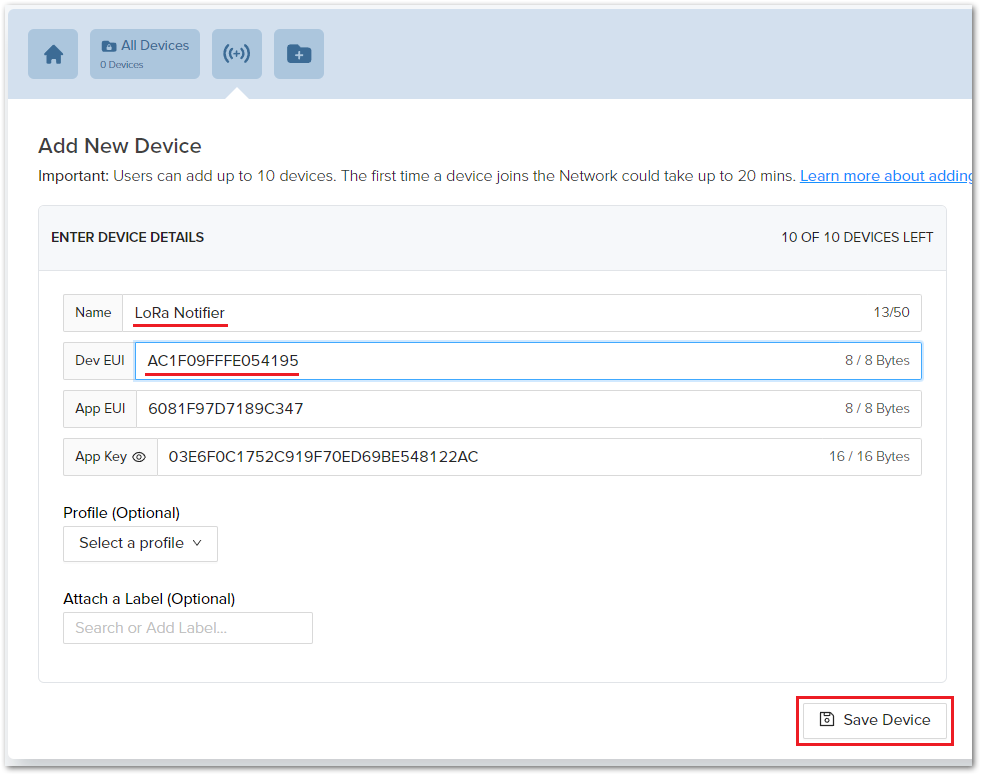 All Devices
0 Devices
Add New Device
Important: Users can add up to 10 devices. The first time a device joins the Network could take up to 20 mins. Learn more about adding
ENTER DEVICE DETAILS 10 OF 10 DEVICES LEFT
Name LoRa Notifier 13/50
Dev EUI AC1F09FFFE054195 8 / 8 Bytes
App EUI 6081F97D7189C347 8 / 8 Bytes
App Key 03E6F0C1752C919F70ED69BE548122AC 16 / 16 Bytes
Profile (Optional)
Select a profile
Attach a Label (Optional)
Search or Add Label...
Save Device